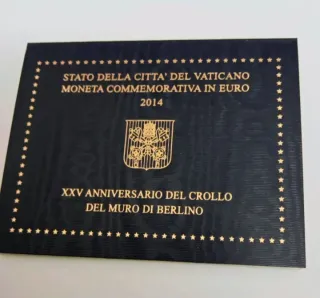 STATO DELLA CITTA' DEL VATICANO
MONETA COMMEMORATIVA IN EURO
2014
XXV ANNIVERSARIO DEL CROLLO
DEL MURO DI BERLINO